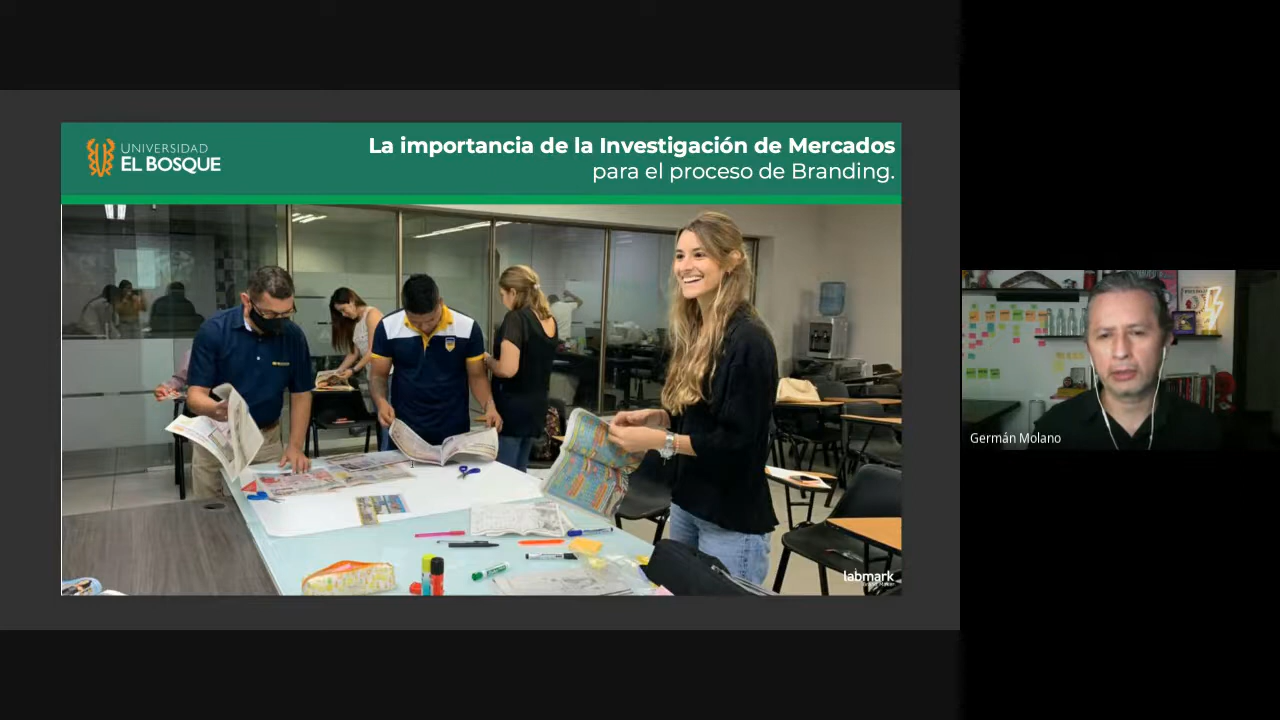 UNIVERSIDAD
EL BOSQUE
La importancia de la Investigación de Mercados
para el proceso de Branding.
labmark
Germán Molano